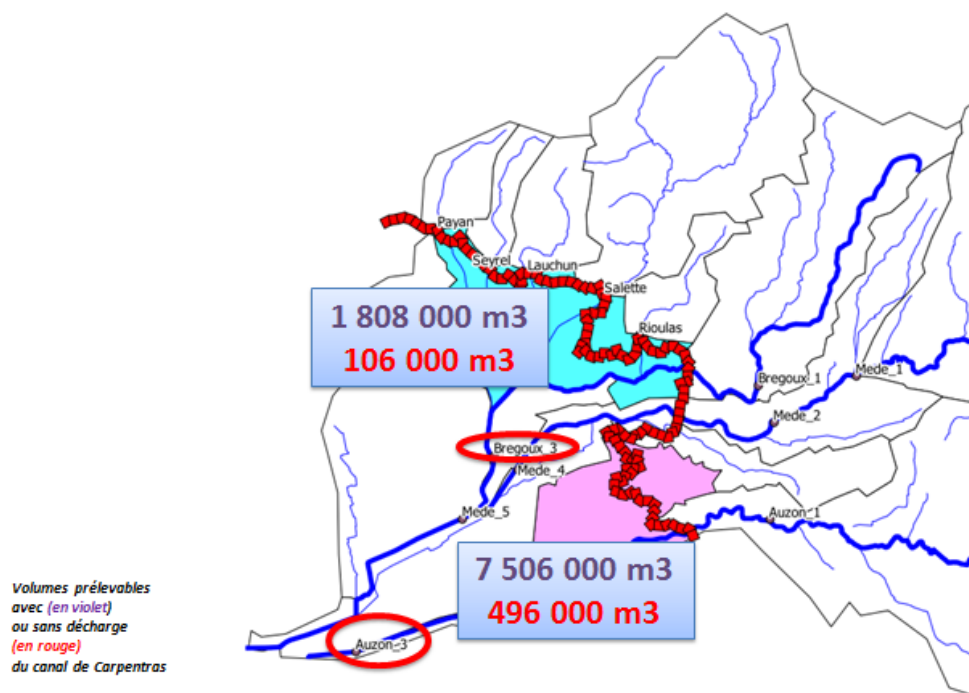 Payan
Seyrel
Lauchun
Salette
1 808 000 m3
106 000 m3
Rioulas
Bregoux_1
Mede_1
Mede_2
Bregoux_3
Mede_4
Mede_5
Auzon_1
7 506 000 m3
496 000 m3
Auzon_3
Volumes prélevables
avec (en violet)
ou sans décharge
(en rouge)
du canal de Carpentras